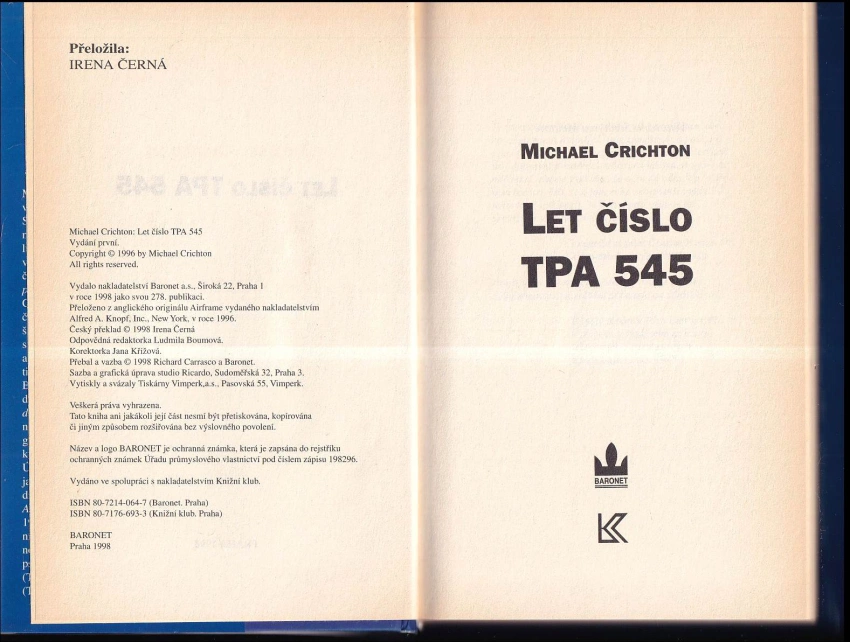 Přeložila:
IRENA ČERNÁ
Michael Crichton: Let číslo TPA 545
Vydání první.
Copyright © 1996 by Michael Crichton
All rights reserved.
Vydalo nakladatelství Baronet a.s., Široká 22, Praha 1
v roce 1998 jako svou 278. publikaci.
Přeloženo z anglického originálu Airframe vydaného nakladatelstvím
Alfred A. Knopf, Inc., New York, v roce 1996.
Český překlad © 1998 Irena Černá
Odpovědná redaktorka Ludmila Boumová.
Korektorka Jana Křížová.
Přebal a vazba © 1998 Richard Carrasco a Baronet.
Sazba a grafická úprava studio Ricardo, Sudoměřská 32, Praha 3.
Vytiskly a svázaly Tiskárny Vimperk,a.s., Pasovská 55, Vimperk.
Veškerá práva vyhrazena.
Tato kniha ani jakákoli její část nesmí být přetiskována, kopírována
či jiným způsobem rozšiřována bez výslovného povolení.
Název a logo BARONET je ochranná známka, která je zapsána do rejstříku
ochranných známek Úřadu průmyslového vlastnictví pod číslem zápisu 198296.
Vydáno ve spolupráci s nakladatelstvím Knižní klub.
ISBN 80-7214-064-7 (Baronet. Praha)
ISBN 80-7176-693-3 (Knižní klub. Praha)
BARONET
Praha 1998
MICHAEL CRICHTON
LET ČÍSLO
TPA 545
BARONET